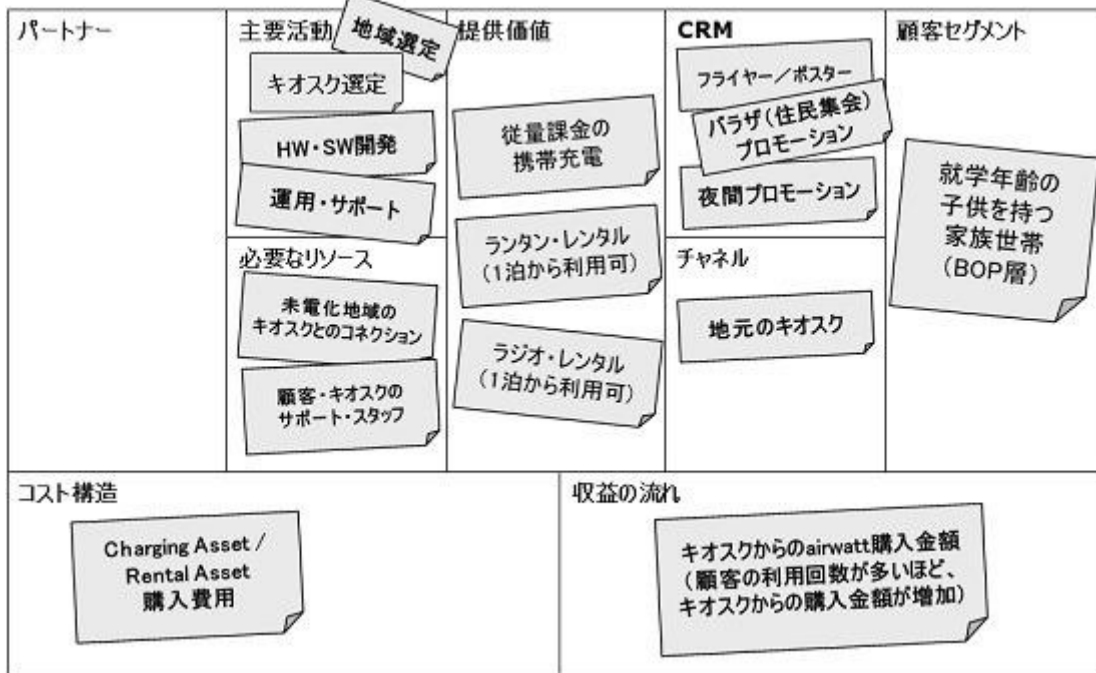 パートナー
主要活動
地域選定
キオスク選定
HW・SW開発
運用・サポート
必要なリソース
未電化地域の
キオスクとのコネクション
顧客・キオスクの
サポート・スタッフ
提供価値
従量課金の
携帯充電
ランタン・レンタル
(1泊から利用可)
ラジオ・レンタル
(1泊から利用可)
CRM
フライヤー/ポスター
バラザ(住民集会)
プロモーション
夜間プロモーション
チャネル
地元のキオスク
顧客セグメント
就学年齢の
子供を持つ
家族世帯
(BOP層)
コスト構造
Charging Asset /
Rental Asset
購入費用
収益の流れ
キオスクからのairwatt購入金額
(顧客の利用回数が多いほど、
キオスクからの購入金額が増加)